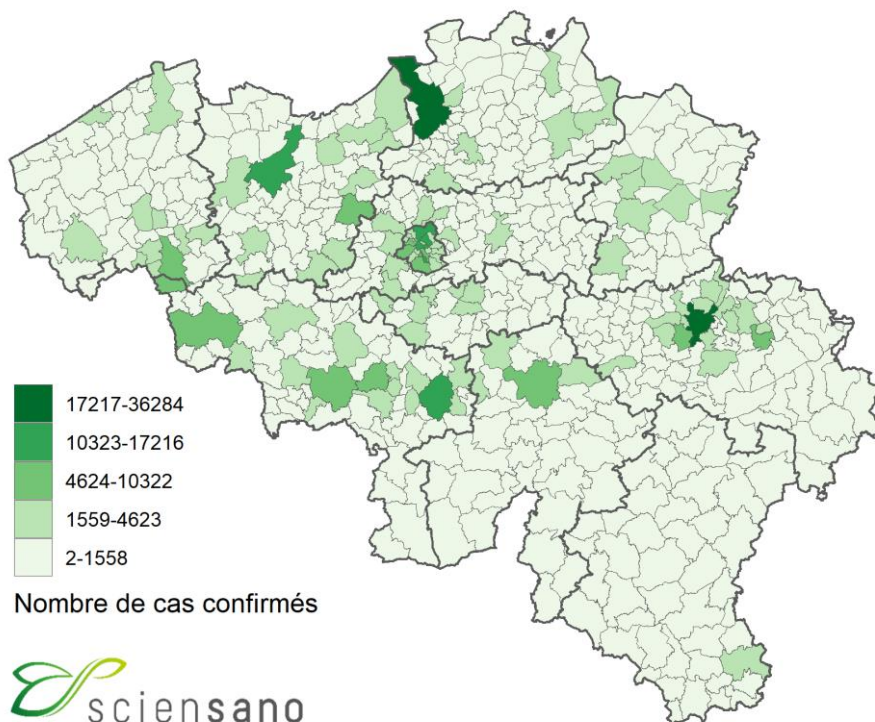 17217-36284
10323-17216
4624-10322
1559-4623
2-1558
Nombre de cas confirmés
sciensano